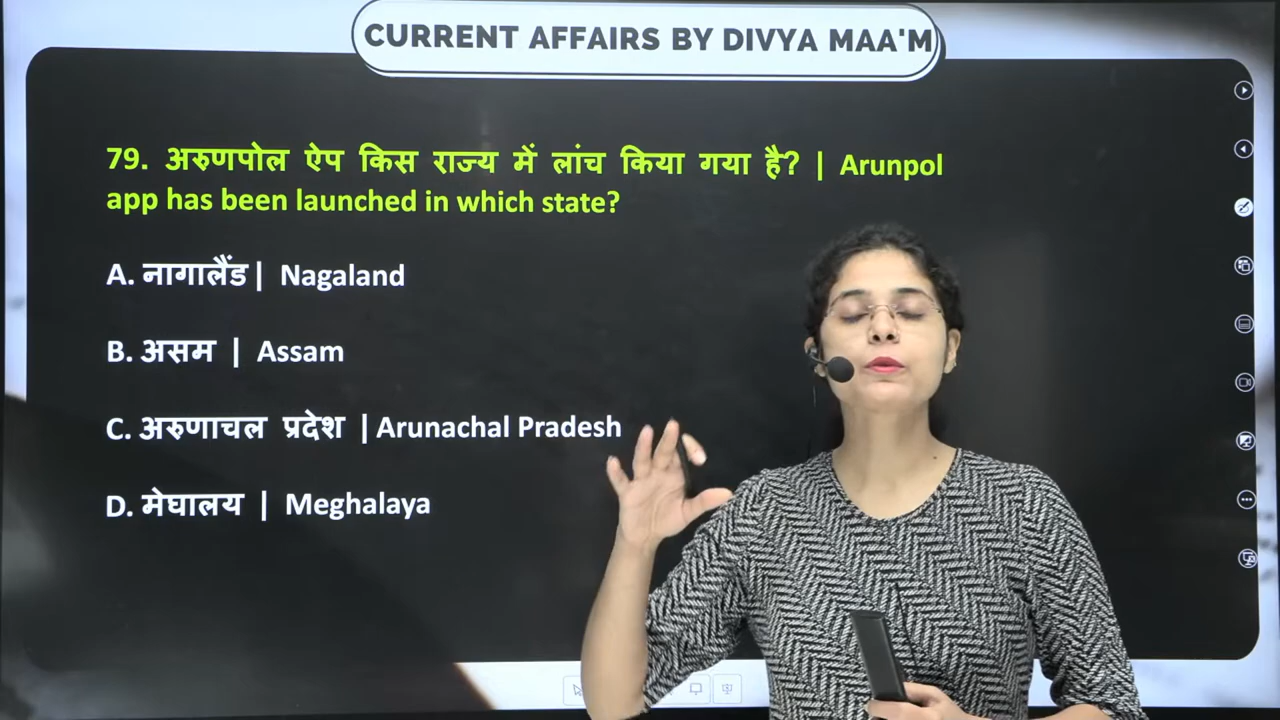 CURRENT AFFAIRS BY DIVYA MAA'M
79. अरुणपोल ऐप किस राज्य में लांच किया गया है? | Arunpol
app has been launched in which state?
A. नागालैंड | Nagaland
B. असम | Assam
C. अरुणाचल प्रदेश | Arunachal Pradesh
D. मेघालय | Meghalaya